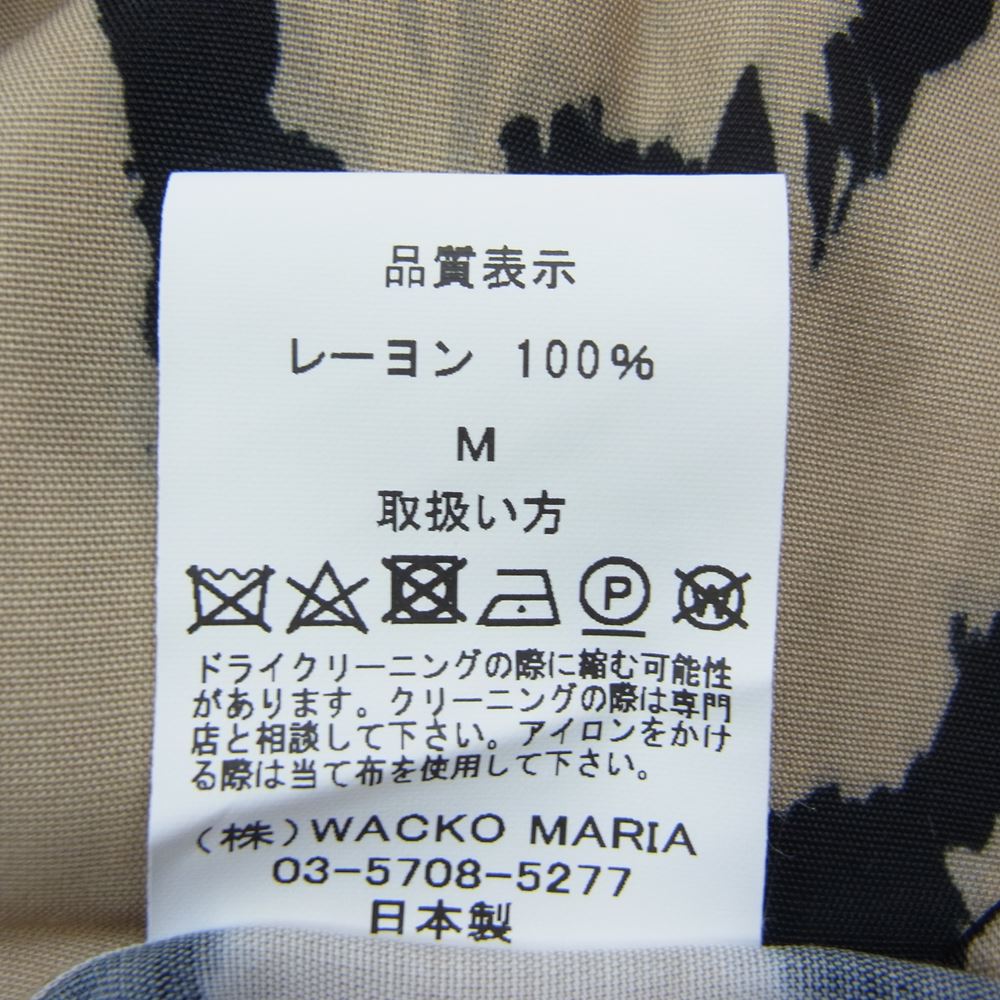 品質表示
レーヨン 100%
M
取扱い方
P W
ドライクリーニングの際に縮む可能性
があります。クリーニングの際は専門
店と相談して下さい。アイロンをかけ
る際は当て布を使用して下さい。
(株)WACKO MARIA
03-5708-5277
日本製